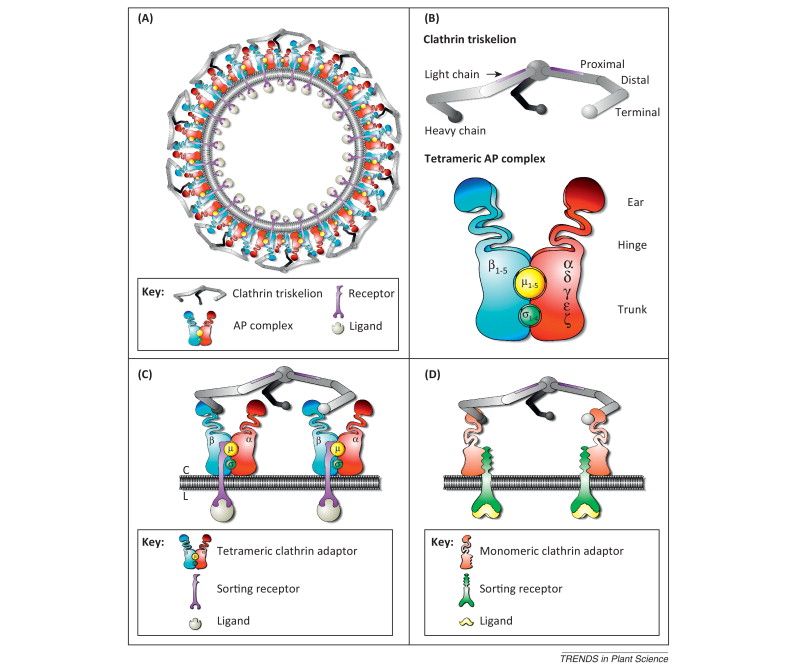 (A)
Key:
Clathrin triskelion
Receptor
AP complex
Ligand
(B)
Clathrin triskelion
Light chain
Proximal
Distal
Terminal
Heavy chain
Tetrameric AP complex
Ear
Hinge
Trunk
β1-5
μ1-5
α
δ
γ
ε
ζ
(C)
β
α
β
α
μ
μ
σ
σ
C
L
Key:
Tetrameric clathrin adaptor
Sorting receptor
Ligand
(D)
Key:
Monomeric clathrin adaptor
Sorting receptor
Ligand
TRENDS in Plant Science